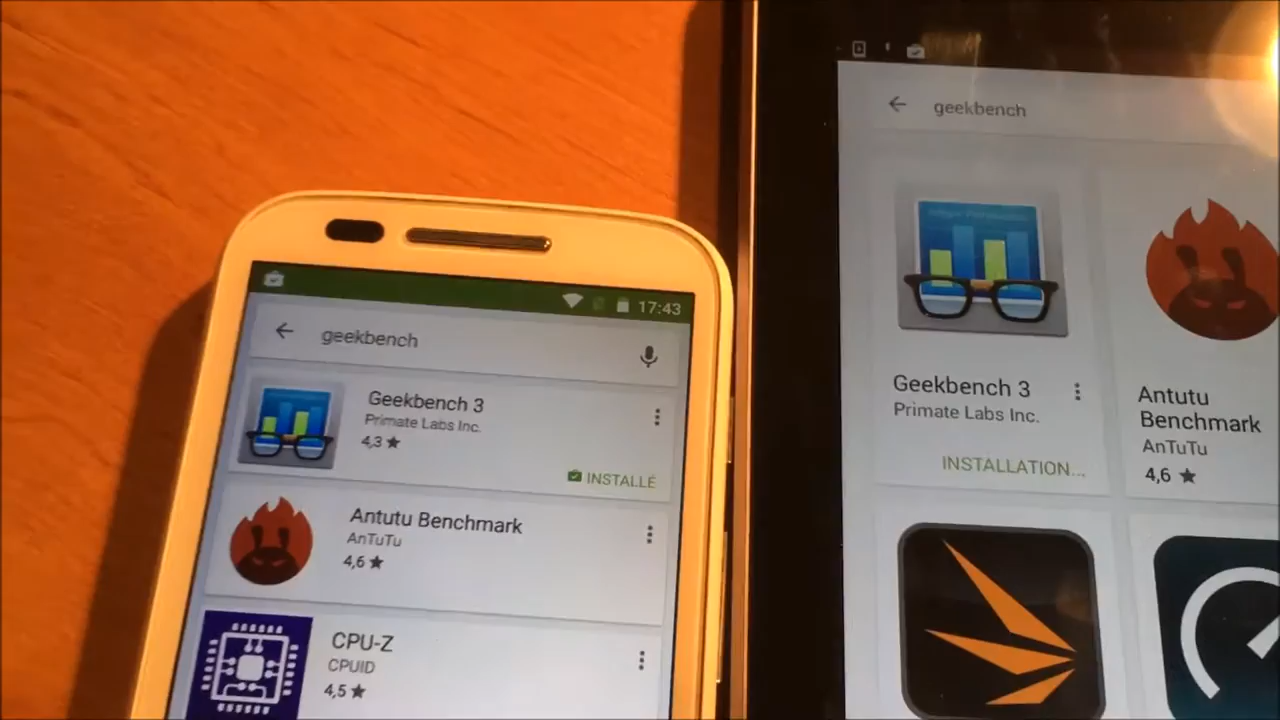 17:43
geekbench
Geekbench 3
Primate Labs Inc.
4,3
INSTALLÉ
Antutu Benchmark
AnTuTu
4,6
CPU-Z
CPUID
4,5
geekbench
Geekbench 3
Primate Labs Inc.
INSTALLATION...
Antutu
Benchmark
AnTuTu
4,6